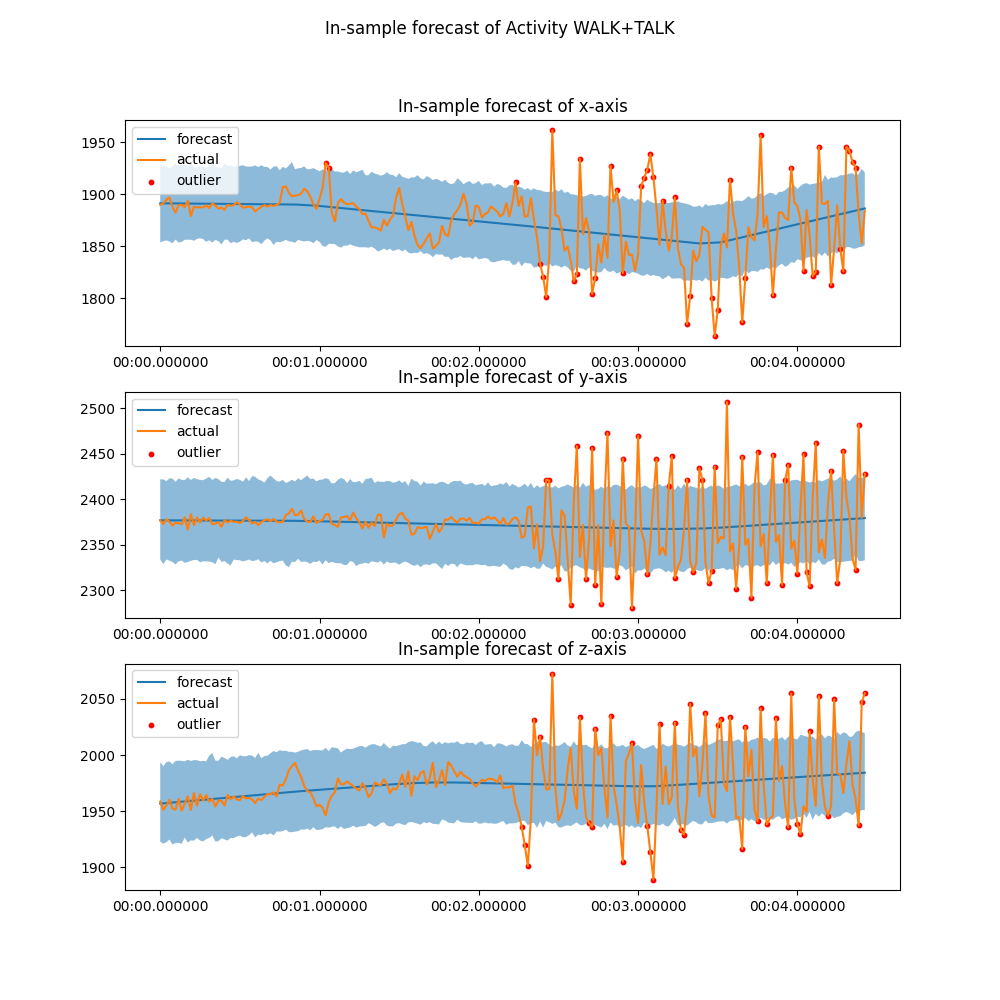 In-sample forecast of Activity WALK+TALK
In-sample forecast of x-axis
forecast
actual
outlier
1950
1900
1850
1800
00:00.000000 00:01.000000 00:02.000000 00:03.000000 00:04.000000
In-sample forecast of y-axis
forecast
actual
outlier
2500
2450
2400
2350
2300
00:00.000000 00:01.000000 00:02.000000 00:03.000000 00:04.000000
In-sample forecast of z-axis
forecast
actual
outlier
2050
2000
1950
1900
00:00.000000 00:01.000000 00:02.000000 00:03.000000 00:04.000000